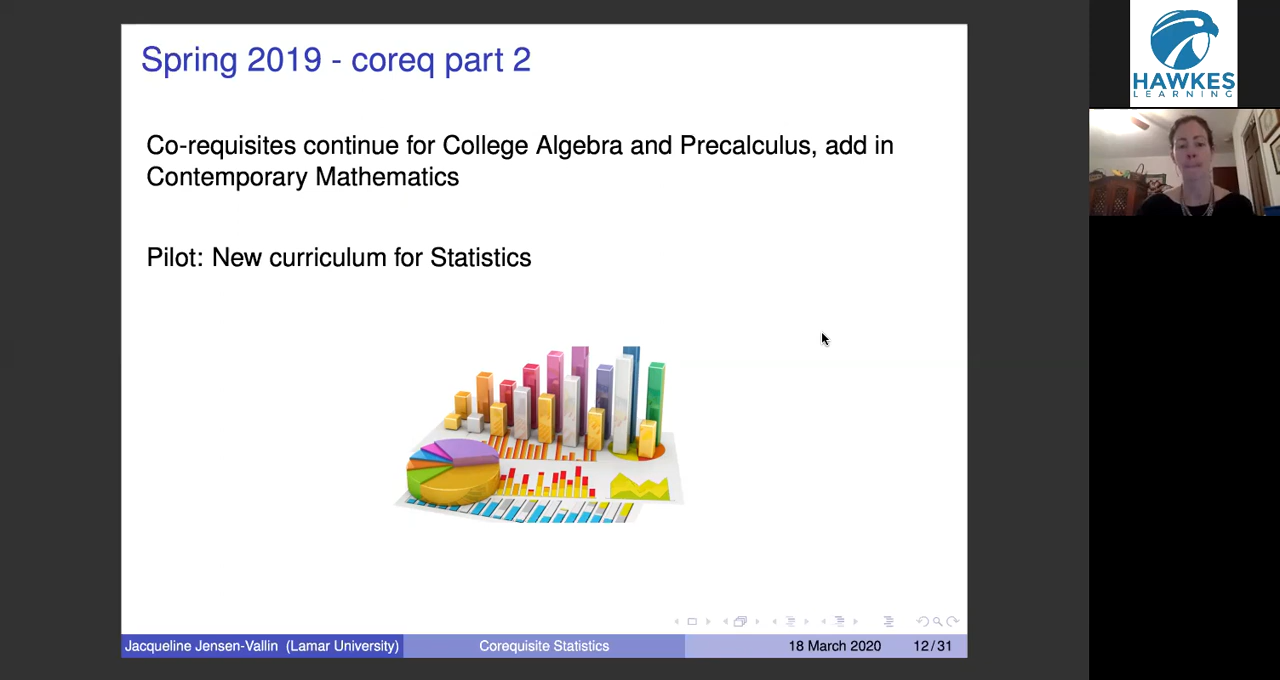 Spring 2019 - coreq part 2
Co-requisites continue for College Algebra and Precalculus, add in
Contemporary Mathematics
Pilot: New curriculum for Statistics
Jacqueline Jensen-Vallin (Lamar University)
Corequisite Statistics
18 March 2020
12/31
HAWKES
LEARNING